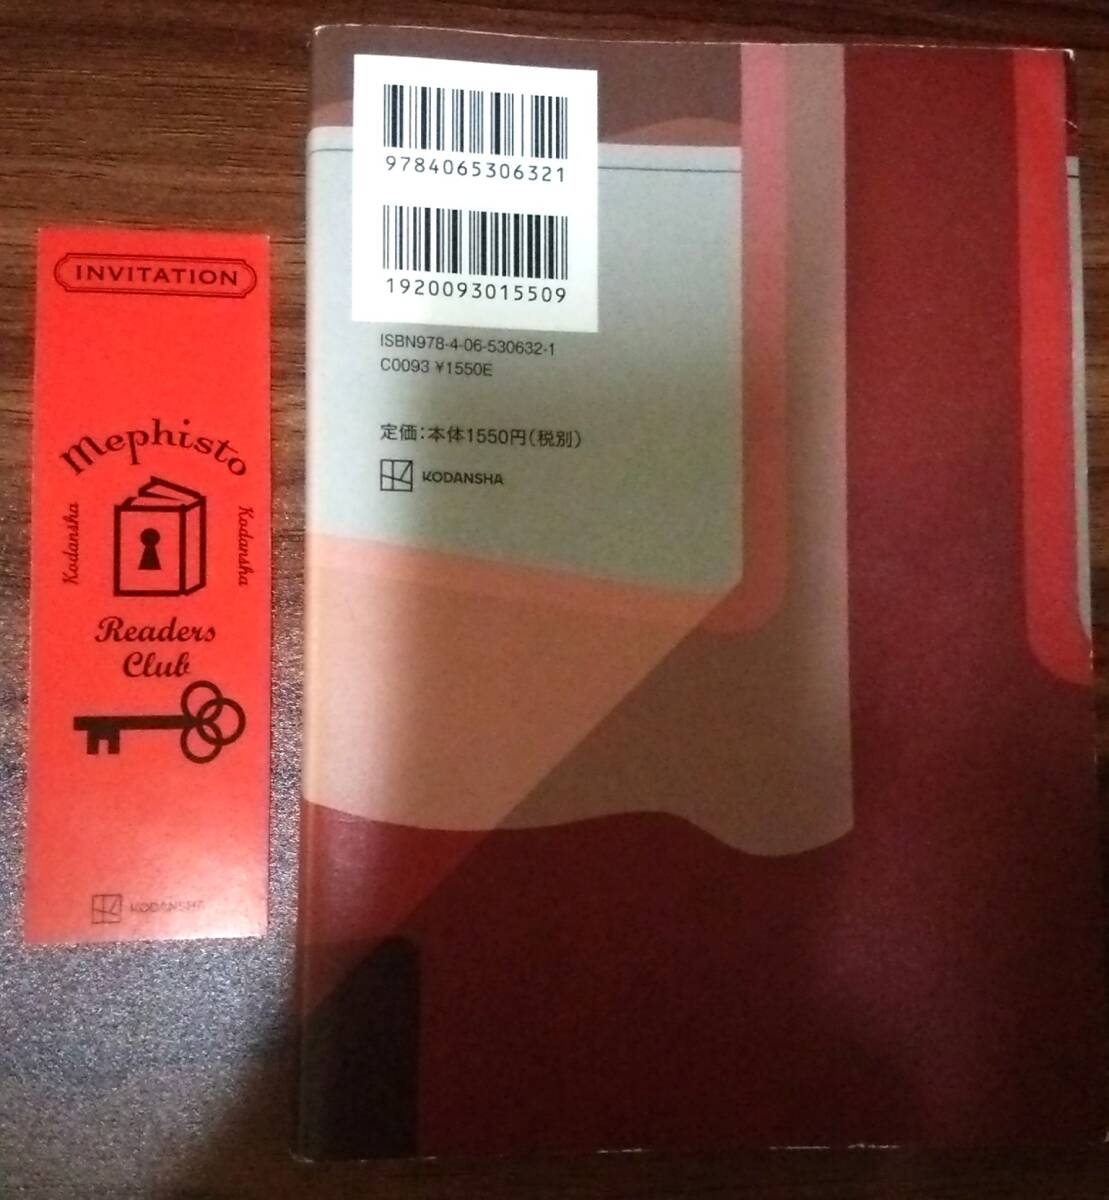 INVITATION
Mephisto
Kodansha
Kodansha
Readers
Club
KODANSHA
9784065306321
1920093015509
ISBN978-4-06-530632-1
C0093 ¥1550E
定価：本体1550円（税別）
KODANSHA